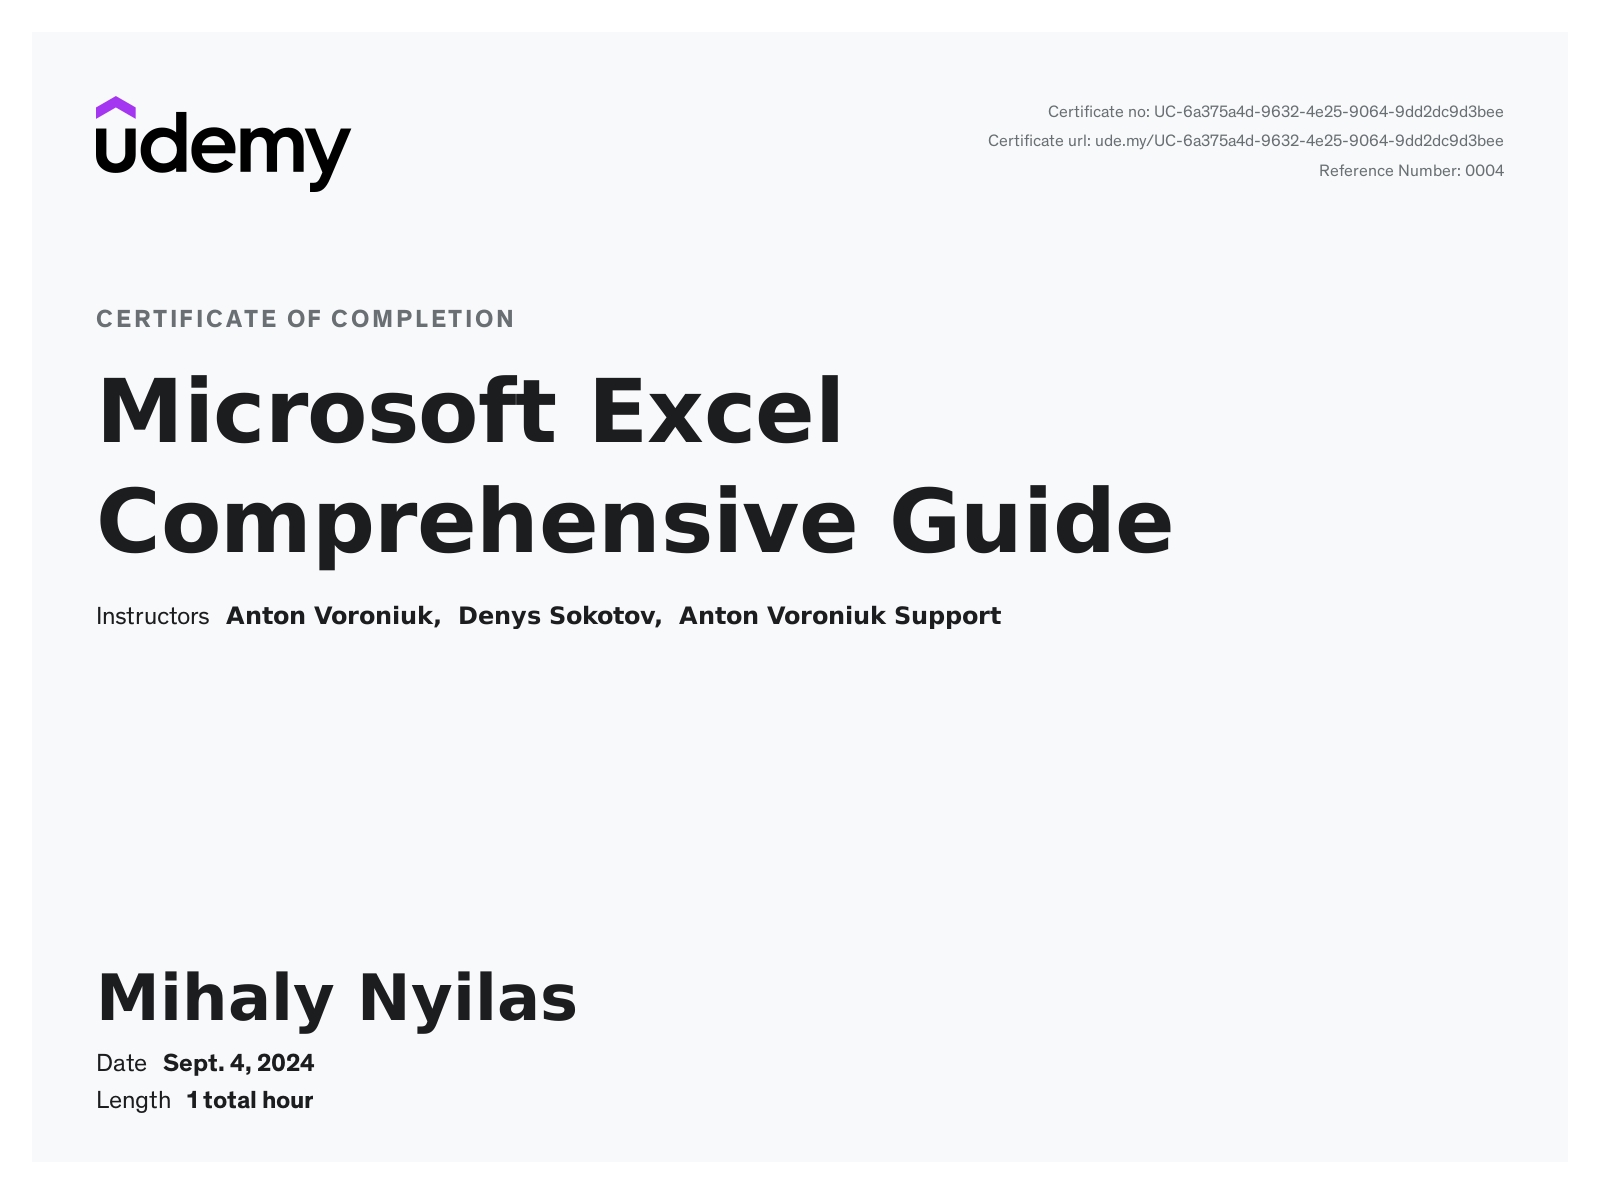 udemy
Certificate no: UC-6a375a4d-9632-4e25-9064-9dd2dc9d3bee
Certificate url: ude.my/UC-6a375a4d-9632-4e25-9064-9dd2dc9d3bee
Reference Number: 0004
CERTIFICATE OF COMPLETION
Microsoft Excel
Comprehensive Guide
Instructors Anton Voroniuk, Denys Sokotov, Anton Voroniuk Support
Mihaly Nyilas
Date Sept. 4, 2024
Length 1 total hour